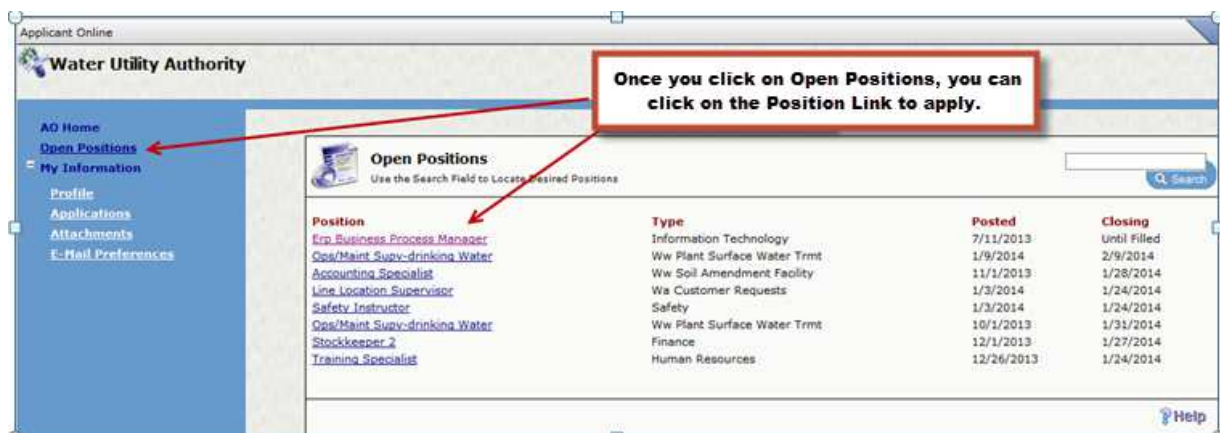 Applicant Online
Water Utility Authority
Once you click on Open Positions, you can
click on the Position Link to apply.
AO Home
Open Positions
My Information
Profile
Applications
Attachments
E-Mail Preferences
Open Positions
Use the Search Field to Locate Desired Positions
Search
Position Type Posted Closing
Erp Business Process Manager Information Technology 7/11/2013 Until Filled
Ops/Maint Supv-drinking Water Ww Plant Surface Water Trmt 1/9/2014 2/9/2014
Accounting Specialist Ww Soil Amendment Facility 11/1/2013 1/28/2014
Line Location Supervisor Wa Customer Requests 1/3/2014 1/24/2014
Safety Instructor Safety 1/3/2014 1/24/2014
Ops/Maint Supv-drinking Water Ww Plant Surface Water Trmt 10/1/2013 1/31/2014
Stockkeeper 2 Finance 12/1/2013 1/27/2014
Training Specialist Human Resources 12/26/2013 1/24/2014
Help